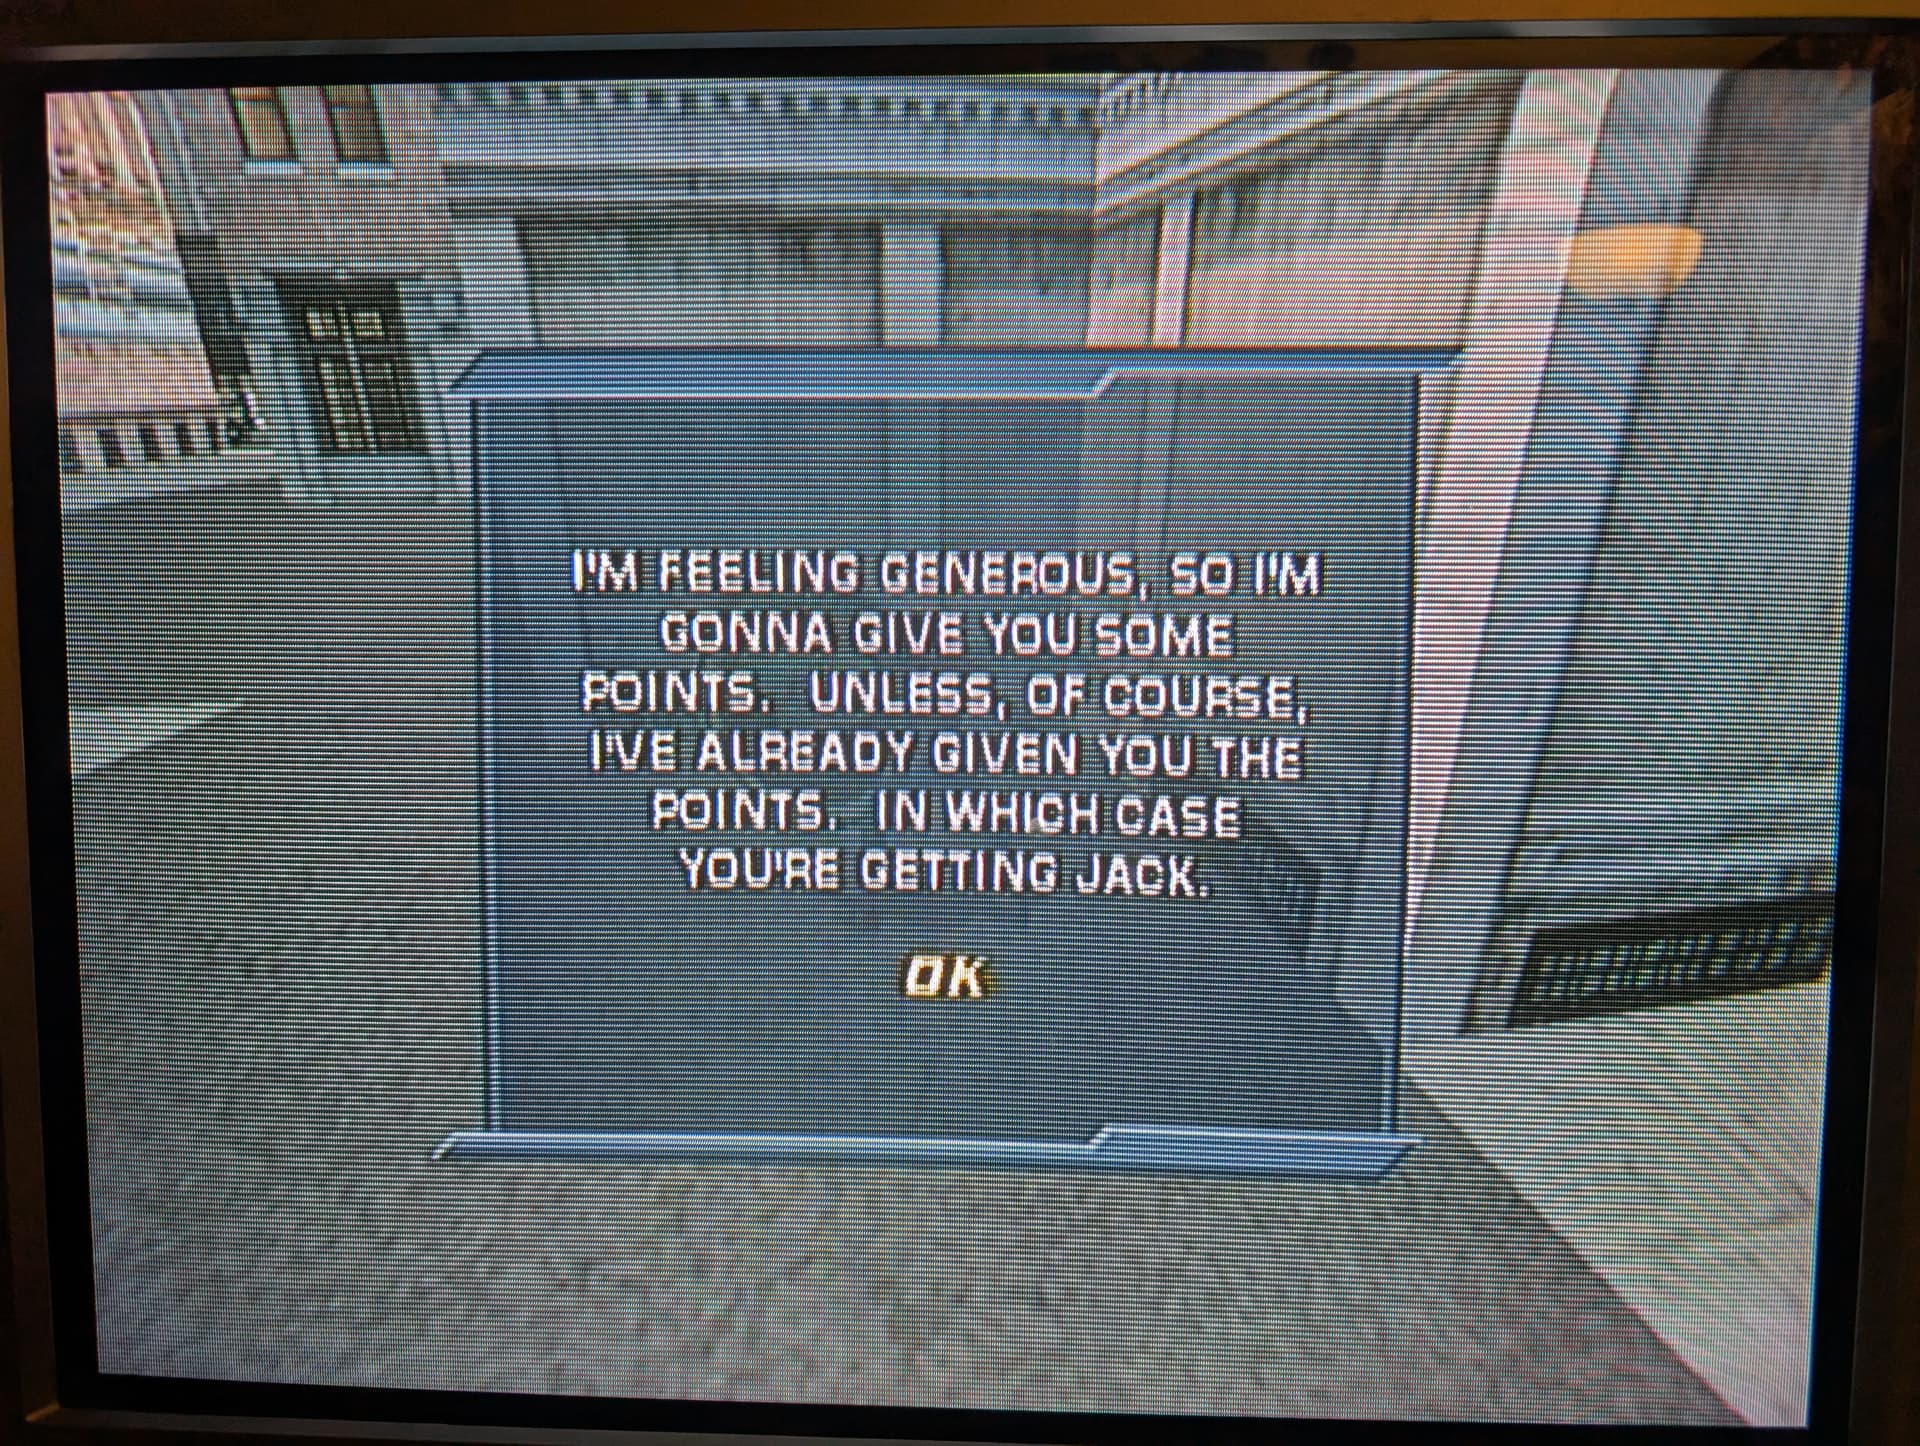 I'M FEELING GENEROUS, SO I'M
GONNA GIVE YOU SOME
POINTS. UNLESS, OF COURSE,
I'VE ALREADY GIVEN YOU THE
POINTS. IN WHICH CASE
YOU'RE GETTING JACK.
OK